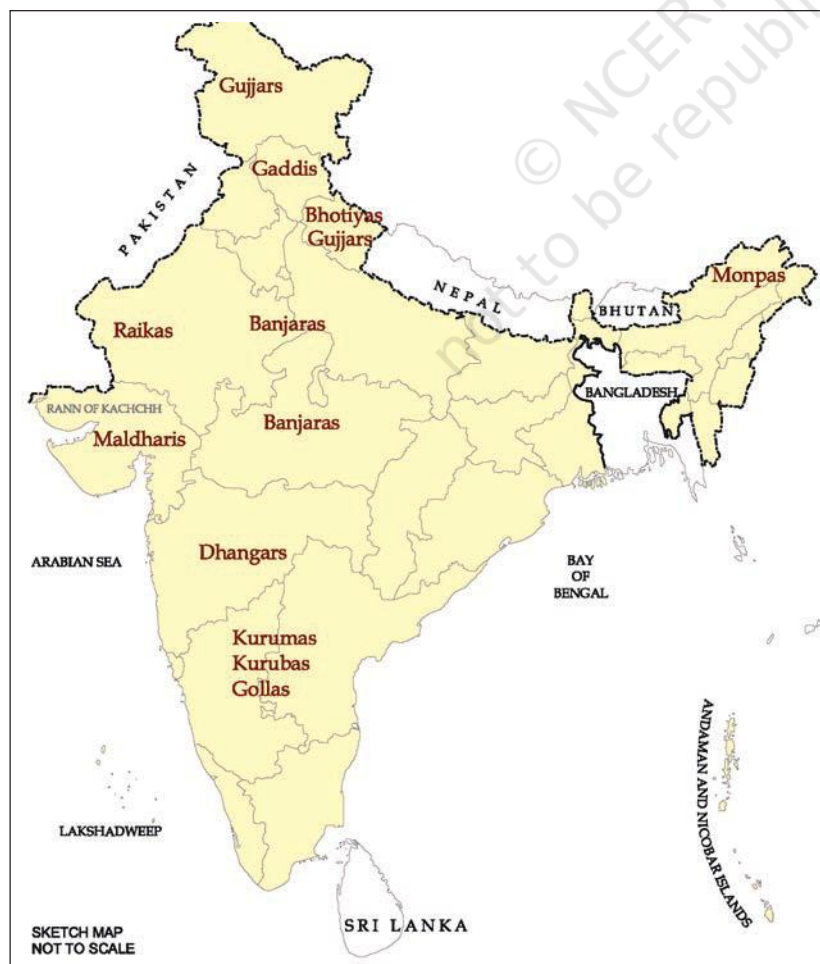 © NCERT
not to be republi
Gujjars
Gaddis
PAKISTAN
Bhotiyas
Gujjars
NEPAL
Monpas
BHUTAN
Raikas
Banjaras
BANGLADESH
RANN OF KACHCHH
Maldharis
Banjaras
ARABIAN SEA
Dhangars
BAY
OF
BENGAL
Kurumas
Kurubas
Gollas
ANDAMAN AND NICOBAR ISLANDS
LAKSHADWEEP
SRI LANKA
SKETCH MAP
NOT TO SCALE